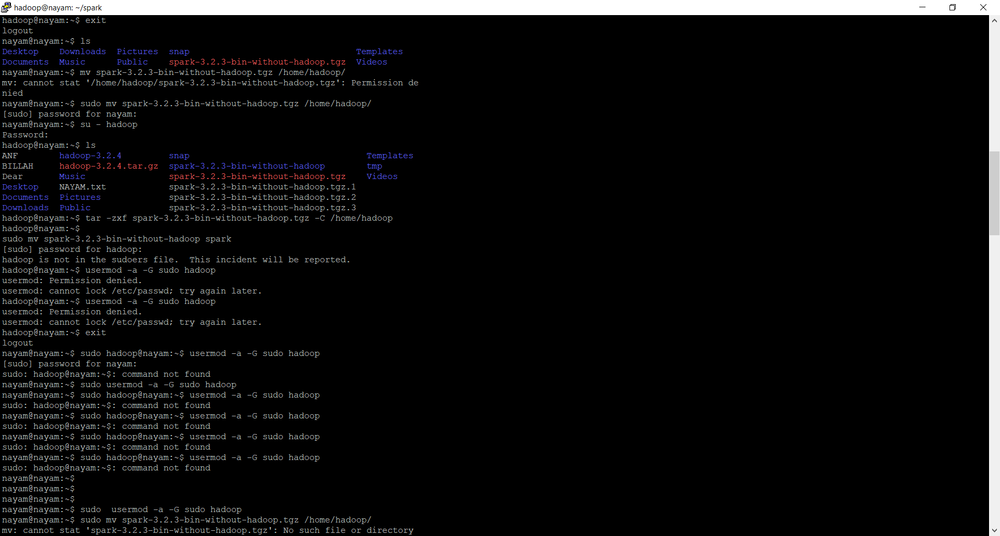 hadoop@nayam: ~/spark
hadoop@nayam:~$ exit
logout
nayam@nayam:~$ ls
Desktop    Downloads  Pictures  snap                                Templates
Documents  Music      Public    spark-3.2.3-bin-without-hadoop.tgz  Videos
nayam@nayam:~$ mv spark-3.2.3-bin-without-hadoop.tgz /home/hadoop/
mv: cannot stat '/home/hadoop/spark-3.2.3-bin-without-hadoop.tgz': Permission de
nied
nayam@nayam:~$ sudo mv spark-3.2.3-bin-without-hadoop.tgz /home/hadoop/
[sudo] password for nayam:
nayam@nayam:~$ su - hadoop
Password:
hadoop@nayam:~$ ls
ANF        hadoop-3.2.4         snap                                  Templates
BILLAH     hadoop-3.2.4.tar.gz  spark-3.2.3-bin-without-hadoop        tmp
Dear       Music                spark-3.2.3-bin-without-hadoop.tgz    Videos
Desktop    NAYAM.txt            spark-3.2.3-bin-without-hadoop.tgz.1
Documents  Pictures             spark-3.2.3-bin-without-hadoop.tgz.2
Downloads  Public               spark-3.2.3-bin-without-hadoop.tgz.3
hadoop@nayam:~$ tar -zxf spark-3.2.3-bin-without-hadoop.tgz -C /home/hadoop
hadoop@nayam:~$
sudo mv spark-3.2.3-bin-without-hadoop spark
[sudo] password for hadoop:
hadoop is not in the sudoers file.  This incident will be reported.
hadoop@nayam:~$ usermod -a -G sudo hadoop
usermod: Permission denied.
usermod: cannot lock /etc/passwd; try again later.
hadoop@nayam:~$ usermod -a -G sudo hadoop
usermod: Permission denied.
usermod: cannot lock /etc/passwd; try again later.
hadoop@nayam:~$ exit
logout
nayam@nayam:~$ sudo hadoop@nayam:~$ usermod -a -G sudo hadoop
[sudo] password for nayam:
sudo: hadoop@nayam:~$: command not found
nayam@nayam:~$ sudo usermod -a -G sudo hadoop
nayam@nayam:~$ sudo hadoop@nayam:~$ usermod -a -G sudo hadoop
sudo: hadoop@nayam:~$: command not found
nayam@nayam:~$ sudo hadoop@nayam:~$ usermod -a -G sudo hadoop
sudo: hadoop@nayam:~$: command not found
nayam@nayam:~$ sudo hadoop@nayam:~$ usermod -a -G sudo hadoop
sudo: hadoop@nayam:~$: command not found
nayam@nayam:~$ sudo hadoop@nayam:~$ usermod -a -G sudo hadoop
sudo: hadoop@nayam:~$: command not found
nayam@nayam:~$
nayam@nayam:~$
nayam@nayam:~$
nayam@nayam:~$ sudo  usermod -a -G sudo hadoop
nayam@nayam:~$ sudo mv spark-3.2.3-bin-without-hadoop.tgz /home/hadoop/
mv: cannot stat 'spark-3.2.3-bin-without-hadoop.tgz': No such file or directory